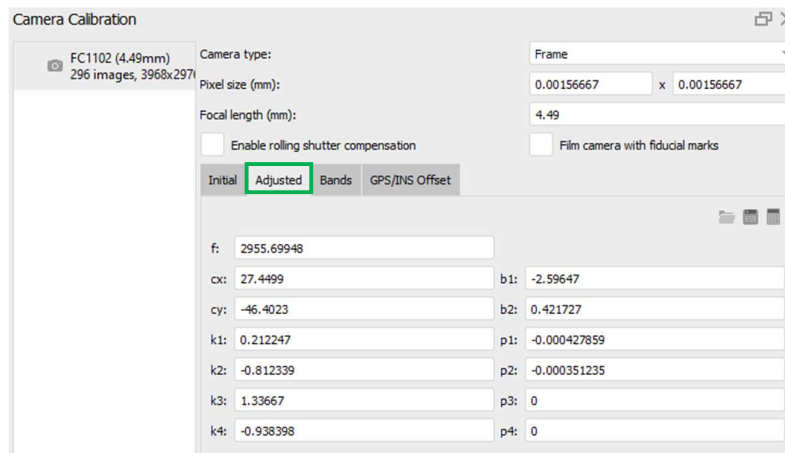 Camera Calibration
FC1102 (4.49mm)
296 images, 3968x297
Camera type: Frame
Pixel size (mm): 0.00156667 x 0.00156667
Focal length (mm): 4.49
Enable rolling shutter compensation Film camera with fiducial marks
Initial Adjusted Bands GPS/INS Offset
f: 2955.69948
cx: 27.4499 b1: -2.59647
cy: -46.4023 b2: 0.421727
k1: 0.212247 p1: -0.000427859
k2: -0.812339 p2: -0.000351235
k3: 1.33667 p3: 0
k4: -0.938398 p4: 0